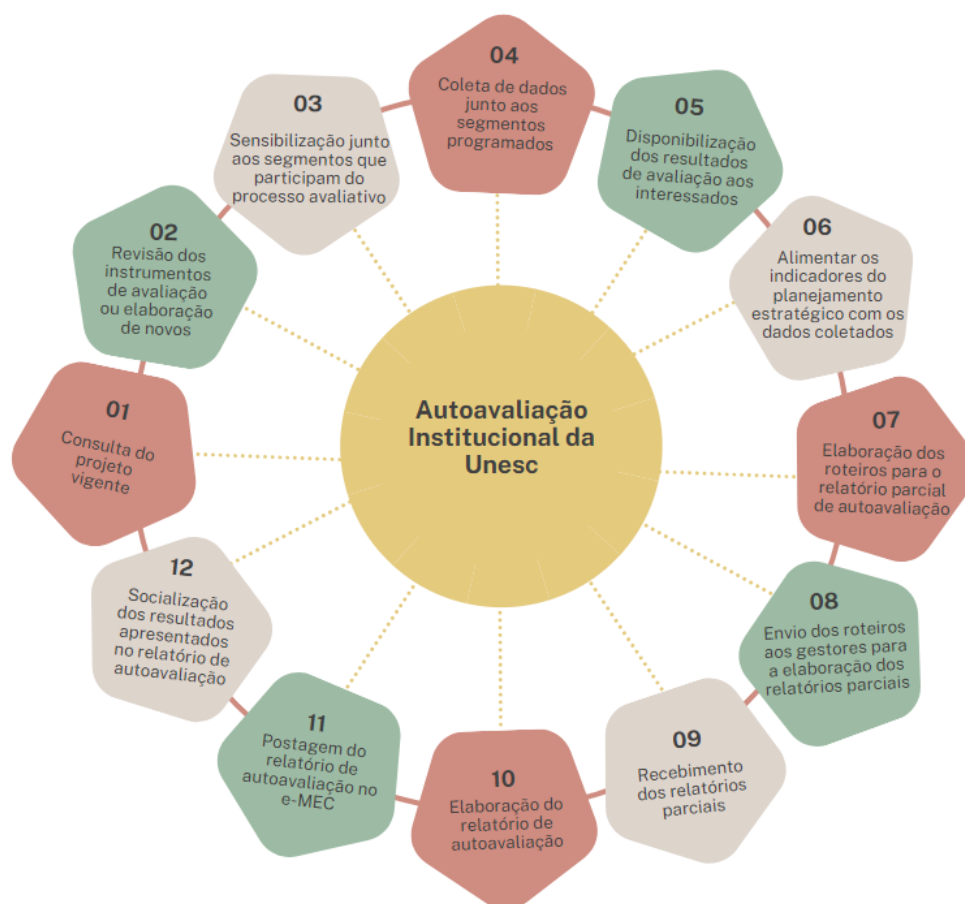 Autoavaliação
Institucional da
Unesc
01
Consulta do
projeto
vigente
02
Revisão dos
instrumentos
de avaliação
ou elaboração
de novos
03
Sensibilização junto
aos segmentos que
participam do
processo avaliativo
04
Coleta de dados
junto aos
segmentos
programados
05
Disponibilização
dos resultados
de avaliação aos
interessados
06
Alimentar os
indicadores do
planejamento
estratégico com os
dados coletados
07
Elaboração dos
roteiros para o
relatório parcial
de autoavaliação
08
Envio dos roteiros
aos gestores para
a elaboração dos
relatórios parciais
09
Recebimento
dos relatórios
parciais
10
Elaboração do
relatório de
autoavaliação
11
Postagem do
relatório de
autoavaliação no
e-MEC
12
Socialização
dos resultados
apresentados
no relatório de
autoavaliação